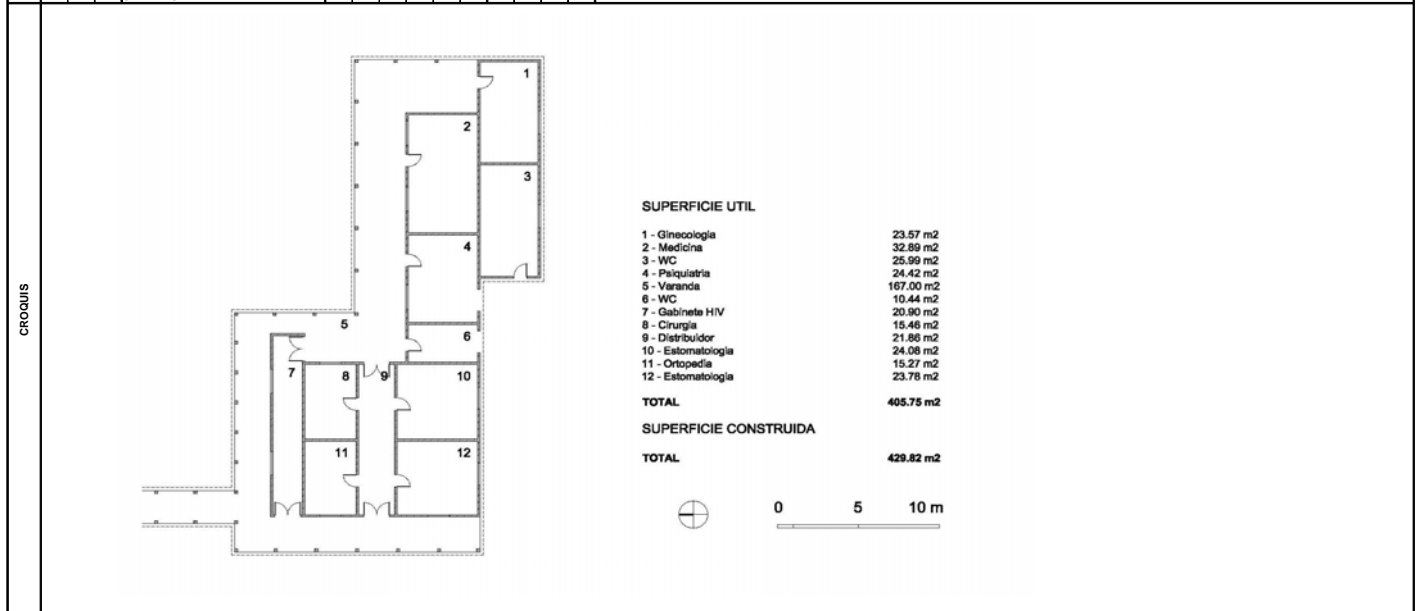 CROQUIS
1
2
3
4
5
6
7
8
9
10
11
12
SUPERFICIE UTIL
1 - Ginecologia 23.57 m2
2 - Medicina 32.89 m2
3 - WC 25.99 m2
4 - Psiquiatria 24.42 m2
5 - Varanda 167.00 m2
6 - WC 10.44 m2
7 - Gabinete HIV 20.90 m2
8 - Cirurgia 15.46 m2
9 - Distribuidor 21.86 m2
10 - Estomatologia 24.08 m2
11 - Ortopedia 15.27 m2
12 - Estomatologia 23.78 m2
TOTAL 405.75 m2
SUPERFICIE CONSTRUIDA
TOTAL 429.82 m2
0 5 10 m